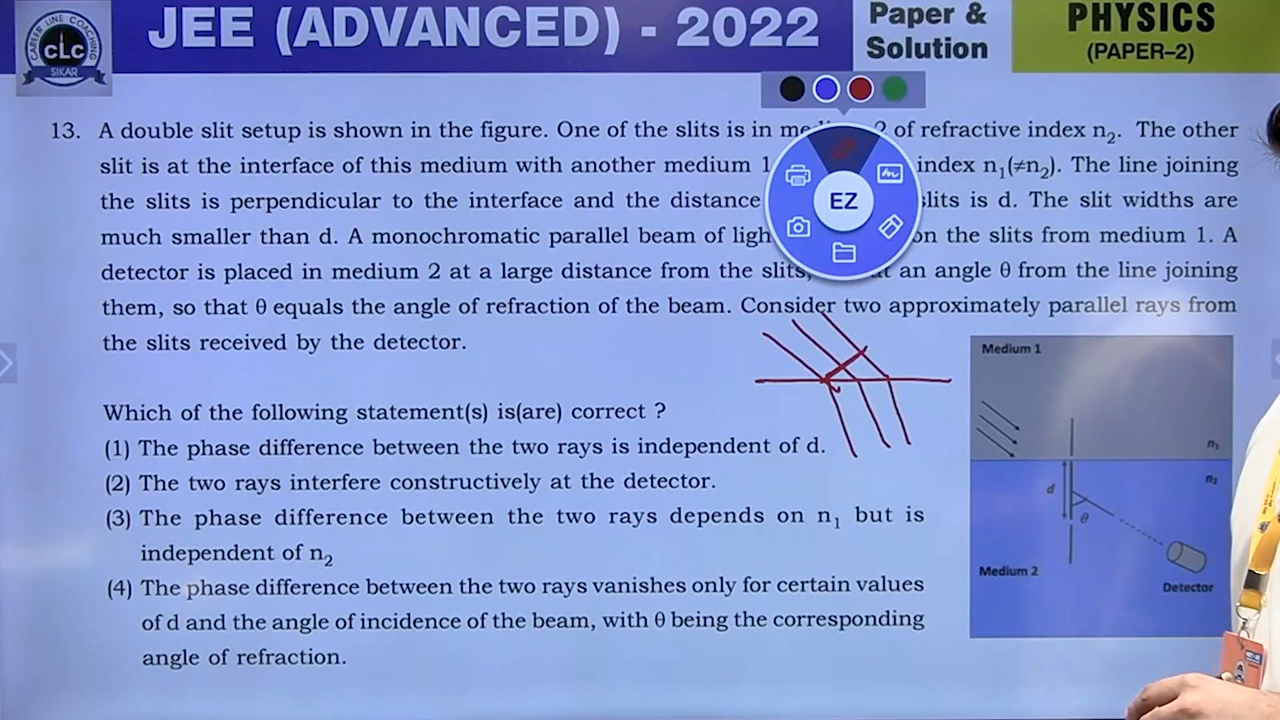 CAREER LINE COACHING
CLC
SIKAR
JEE (ADVANCED) - 2022
Paper &
Solution
PHYSICS
(PAPER–2)
13. A double slit setup is shown in the figure. One of the slits is in me 2 of refractive index n₂. The other
slit is at the interface of this medium with another medium 1 index n₁(≠n₂). The line joining
the slits is perpendicular to the interface and the distance slits is d. The slit widths are
much smaller than d. A monochromatic parallel beam of ligh on the slits from medium 1. A
detector is placed in medium 2 at a large distance from the slits, at an angle θ from the line joining
them, so that θ equals the angle of refraction of the beam. Consider two approximately parallel rays from
the slits received by the detector.
EZ
Which of the following statement(s) is(are) correct ?
(1) The phase difference between the two rays is independent of d.
(2) The two rays interfere constructively at the detector.
(3) The phase difference between the two rays depends on n₁ but is
independent of n₂
(4) The phase difference between the two rays vanishes only for certain values
of d and the angle of incidence of the beam, with θ being the corresponding
angle of refraction.
Medium 1
n₁
n₂
d
θ
Medium 2
Detector